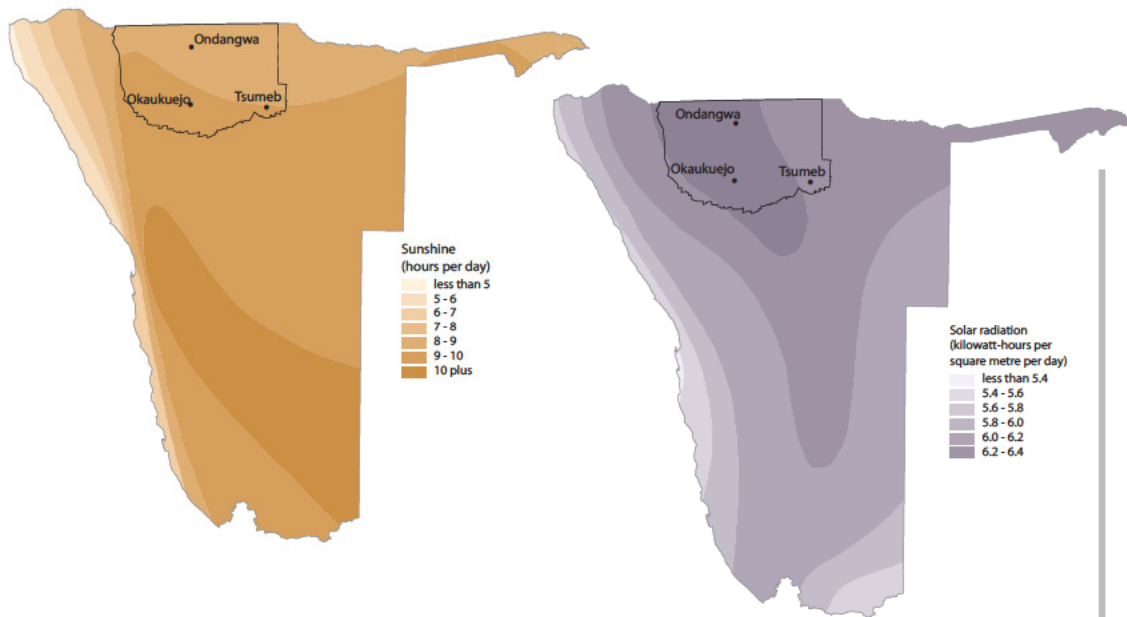 Ondangwa
Okaukuejo
Tsumeb
Sunshine
(hours per day)
less than 5
5 - 6
6 - 7
7 - 8
8 - 9
9 - 10
10 plus
Ondangwa
Okaukuejo
Tsumeb
Solar radiation
(kilowatt-hours per
square metre per day)
less than 5.4
5.4 - 5.6
5.6 - 5.8
5.8 - 6.0
6.0 - 6.2
6.2 - 6.4